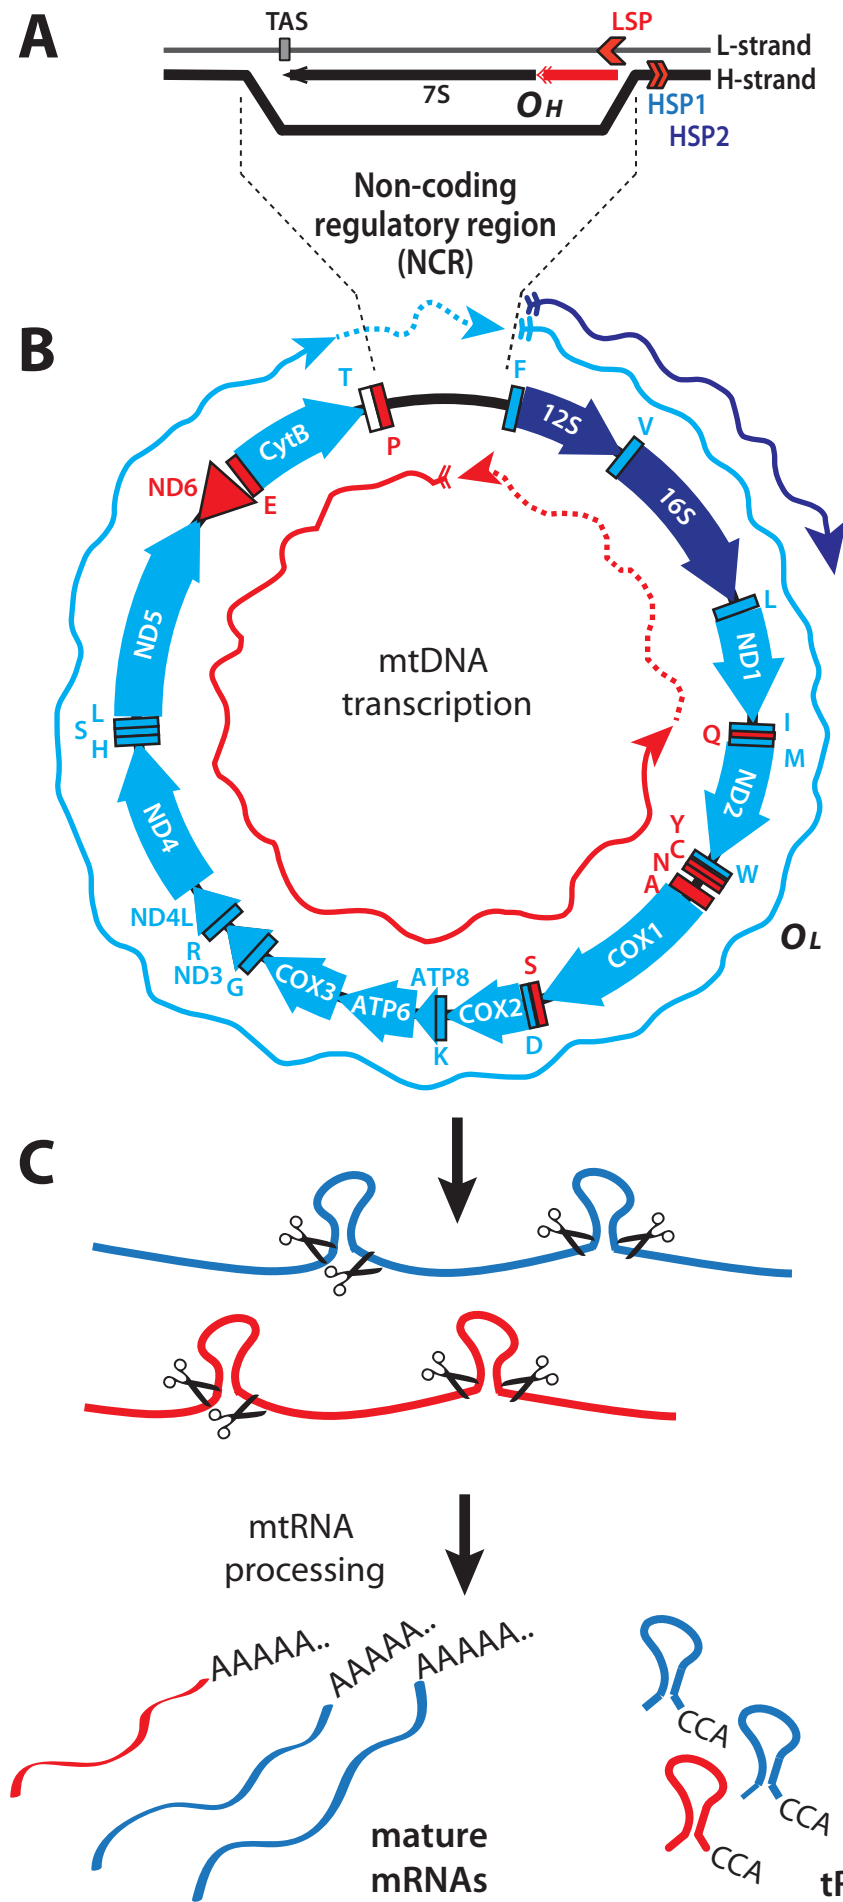 A
TAS
LSP
L-strand
H-strand
7S
OH
HSP1
HSP2
Non-coding
regulatory region
(NCR)
B
T
F
P
12S
V
CytB
ND6
E
16S
L
ND5
ND1
mtDNA
transcription
L
S
H
Q
I
M
ND4
ND2
Y
C
N
A
W
ND4L
R
ND3
G
OL
COX1
COX3
ATP8
S
ATP6
COX2
K
D
C
mtRNA
processing
AAAAA..
AAAAA..
AAAAA..
CCA
CCA
CCA
mature
mRNAs